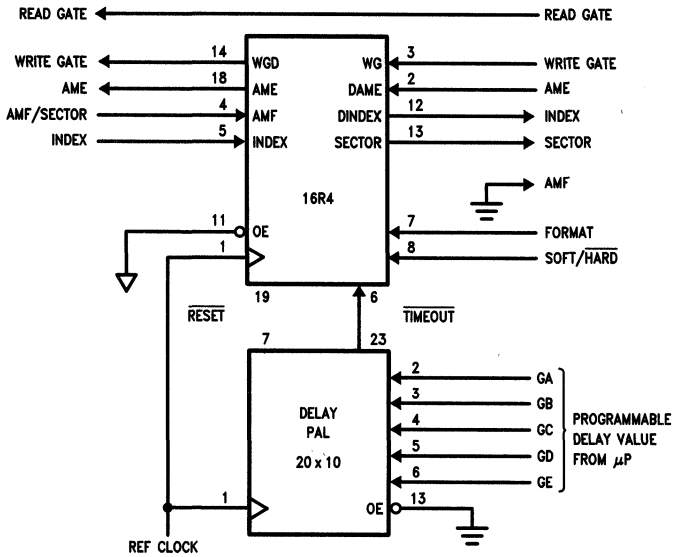 READ GATE READ GATE
14 3
WRITE GATE WGD WG WRITE GATE
18 2
AME AME DAME AME
4 12
AMF/SECTOR AMF DINDEX INDEX
5 13
INDEX INDEX SECTOR SECTOR
AMF
16R4
11 7
OE FORMAT
1 8
SOFT/HARD
19 6
RESET TIMEOUT
7 23
2
GA
3
DELAY GB
PAL 4 PROGRAMMABLE
GC DELAY VALUE
20 x 10 5 FROM μP
GD
6
GE
1 13
OE
REF CLOCK